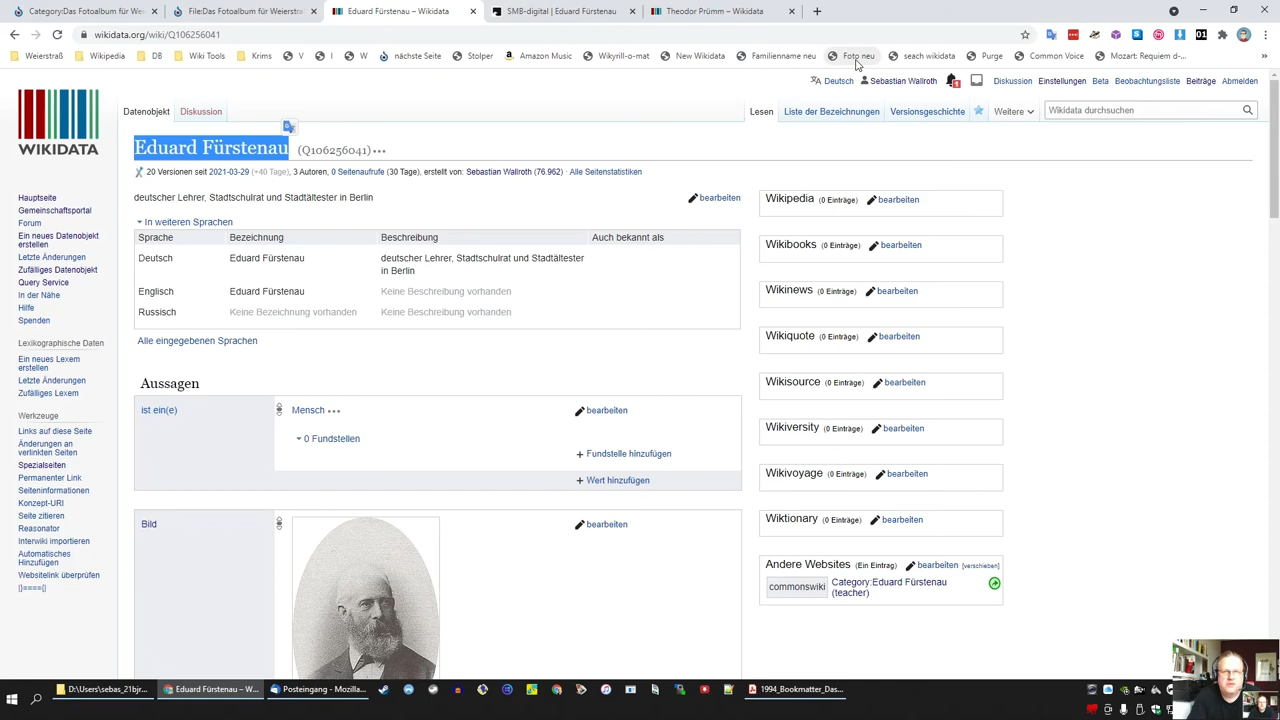 Category:Das Fotoalbum für We
File:Das Fotoalbum für Weierstraß
Eduard Fürstenau – Wikidata
SMB-digital | Eduard Fürstenau
Theodor Prümm – Wikidata
wikidata.org/wiki/Q106256041
Weierstraß
Wikipedia
DB
Wiki Tools
Krims
V
I
W
nächste Seite
Stolper
Amazon Music
Wikyrill-o-mat
New Wikidata
Familienname neu
Foto neu
seach wikidata
Purge
Common Voice
Mozart: Requiem d-...
»
Deutsch
Sebastian Wallroth
1
Diskussion
Einstellungen
Beta
Beobachtungsliste
Beiträge
Abmelden
WIKIDATA
Datenobjekt
Diskussion
Lesen
Liste der Bezeichnungen
Versionsgeschichte
Weitere
Wikidata durchsuchen
Eduard Fürstenau (Q106256041)
20 Versionen seit 2021-03-29 (+40 Tage), 3 Autoren, 0 Seitenaufrufe (30 Tage), erstellt von: Sebastian Wallroth (76.962) · Alle Seitenstatistiken
deutscher Lehrer, Stadtschulrat und Stadtältester in Berlin
bearbeiten
In weiteren Sprachen
Sprache Bezeichnung Beschreibung Auch bekannt als
Deutsch Eduard Fürstenau deutscher Lehrer, Stadtschulrat und Stadtältester
in Berlin
Englisch Eduard Fürstenau Keine Beschreibung vorhanden
Russisch Keine Bezeichnung vorhanden Keine Beschreibung vorhanden
Alle eingegebenen Sprachen
Aussagen
ist ein(e)
Mensch
bearbeiten
0 Fundstellen
+ Fundstelle hinzufügen
+ Wert hinzufügen
Bild
bearbeiten
Hauptseite
Gemeinschaftsportal
Forum
Ein neues Datenobjekt
erstellen
Letzte Änderungen
Zufälliges Datenobjekt
Query Service
In der Nähe
Hilfe
Spenden
Lexikographische Daten
Ein neues Lexem
erstellen
Letzte Änderungen
Zufälliges Lexem
Werkzeuge
Links auf diese Seite
Änderungen an
verlinkten Seiten
Spezialseiten
Permanenter Link
Seiteninformationen
Konzept-URI
Seite zitieren
Reasonator
Interwiki importieren
Automatisches
Hinzufügen
Websitelink überprüfen
|}===={|
Wikipedia (0 Einträge) bearbeiten
Wikibooks (0 Einträge) bearbeiten
Wikinews (0 Einträge) bearbeiten
Wikiquote (0 Einträge) bearbeiten
Wikisource (0 Einträge) bearbeiten
Wikiversity (0 Einträge) bearbeiten
Wikivoyage (0 Einträge) bearbeiten
Wiktionary (0 Einträge) bearbeiten
Andere Websites (Ein Eintrag) bearbeiten [verschieben]
commonswiki
Category:Eduard Fürstenau
(teacher)
D:\Users\sebas_21bjr...
Eduard Fürstenau – W...
Posteingang - Mozilla...
1994_Bookmatter_Das...